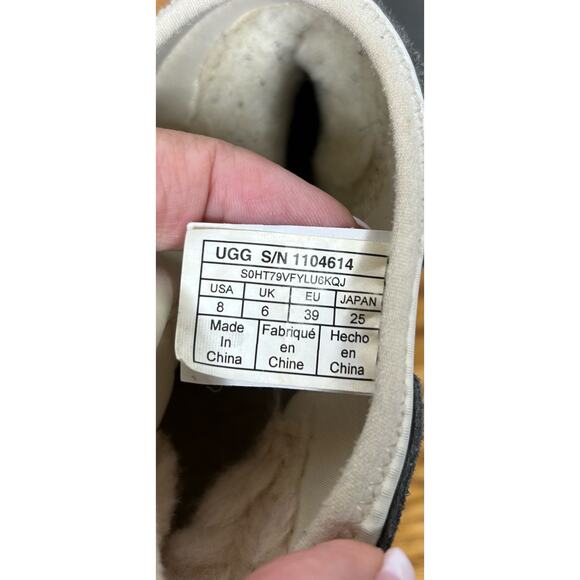 UGG S/N 1104614
S0HT79VFYLU6KQJ
USA UK EU JAPAN
8 6 39 25
Made Fabriqué Hecho
In en en
China Chine China